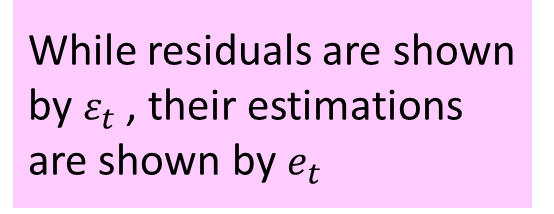 While residuals are shown
by εₜ , their estimations
are shown by eₜ